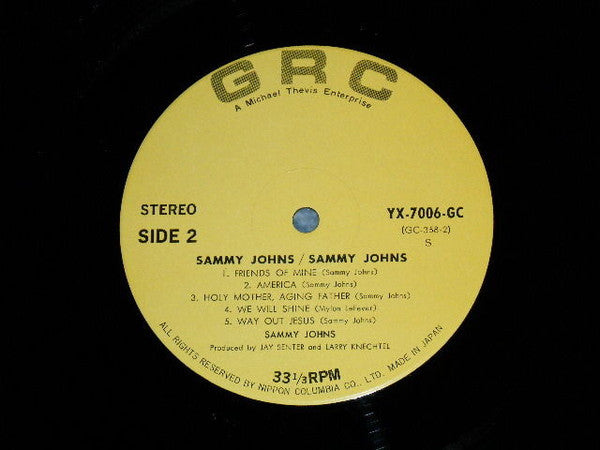 GRC
A Michael Thevis Enterprise
STEREO
YX-7006-GC
SIDE 2
(GC-358-2)
S
SAMMY JOHNS / SAMMY JOHNS
1. FRIENDS OF MINE (Sammy Johns)
2. AMERICA (Sammy Johns)
3. HOLY MOTHER, AGING FATHER (Sammy Johns)
4. WE WILL SHINE (Mylon LeFever)
5. WAY OUT JESUS (Sammy Johns)
SAMMY JOHNS
Produced by JAY SENTER and LARRY KNECHTEL
33 1/3 RPM
ALL RIGHTS RESERVED BY NIPPON COLUMBIA CO., LTD. MADE IN JAPAN